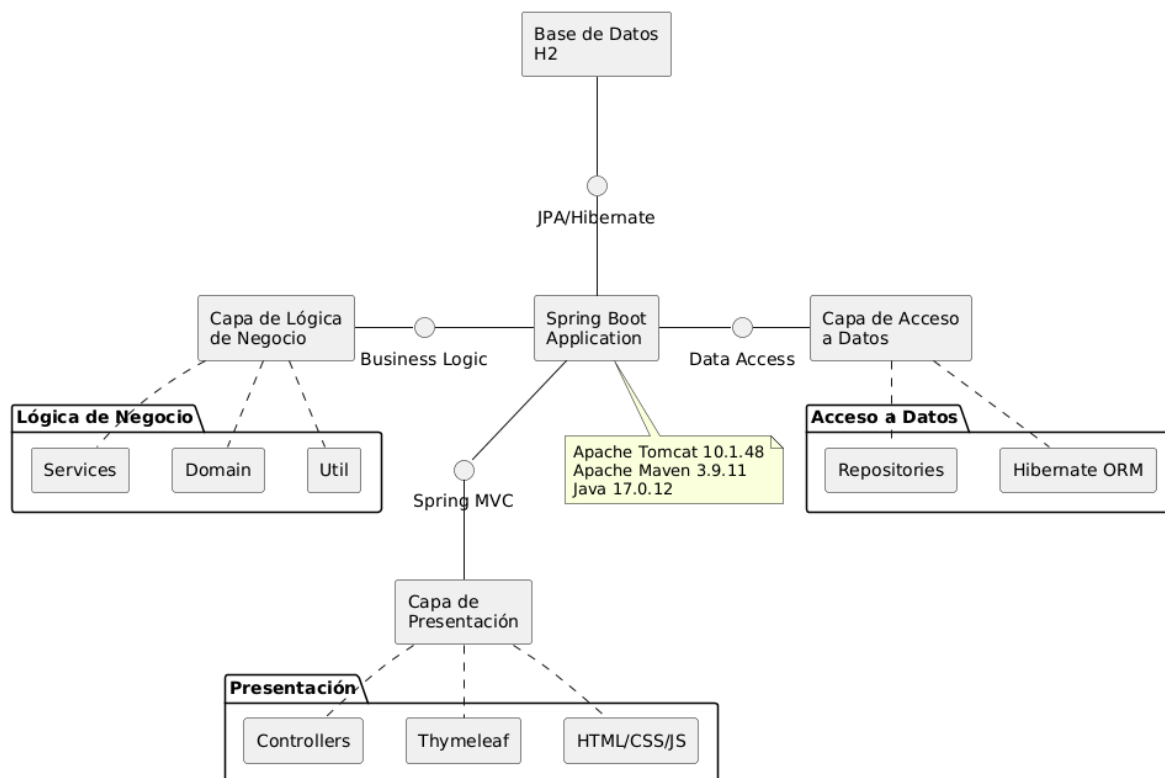 Base de Datos
H2
JPA/Hibernate
Capa de Lógica
de Negocio
Business Logic
Spring Boot
Application
Data Access
Capa de Acceso
a Datos
Lógica de Negocio
Services
Domain
Util
Spring MVC
Apache Tomcat 10.1.48
Apache Maven 3.9.11
Java 17.0.12
Acceso a Datos
Repositories
Hibernate ORM
Capa de
Presentación
Presentación
Controllers
Thymeleaf
HTML/CSS/JS